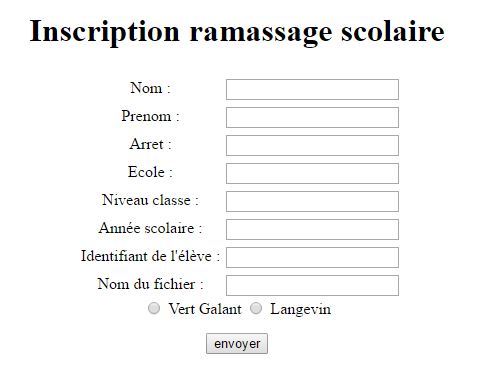 Inscription ramassage scolaire
Nom :
Prenom :
Arret :
Ecole :
Niveau classe :
Année scolaire :
Identifiant de l'élève :
Nom du fichier :
Vert Galant Langevin
envoyer